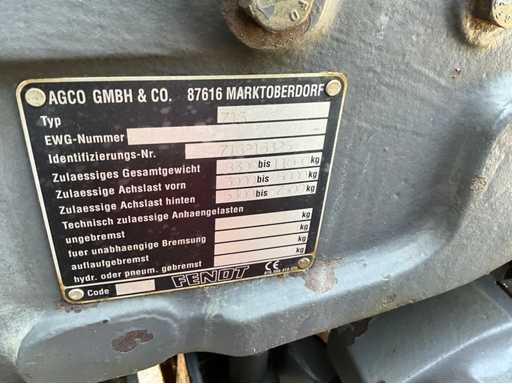 AGCO GMBH & CO. 87616 MARKTOBERDORF
Typ
EWG-Nummer
Identifizierungs-Nr.
Zulaessiges Gesamtgewicht bis kg
Zulaessige Achslast vorn bis kg
Zulaessige Achslast hinten bis kg
Technisch zulaessige Anhaengelasten
ungebremst kg
fuer unabhaengige Bremsung kg
auflaufgebremst kg
hydr. oder pneum. gebremst kg
Code FENDT CE